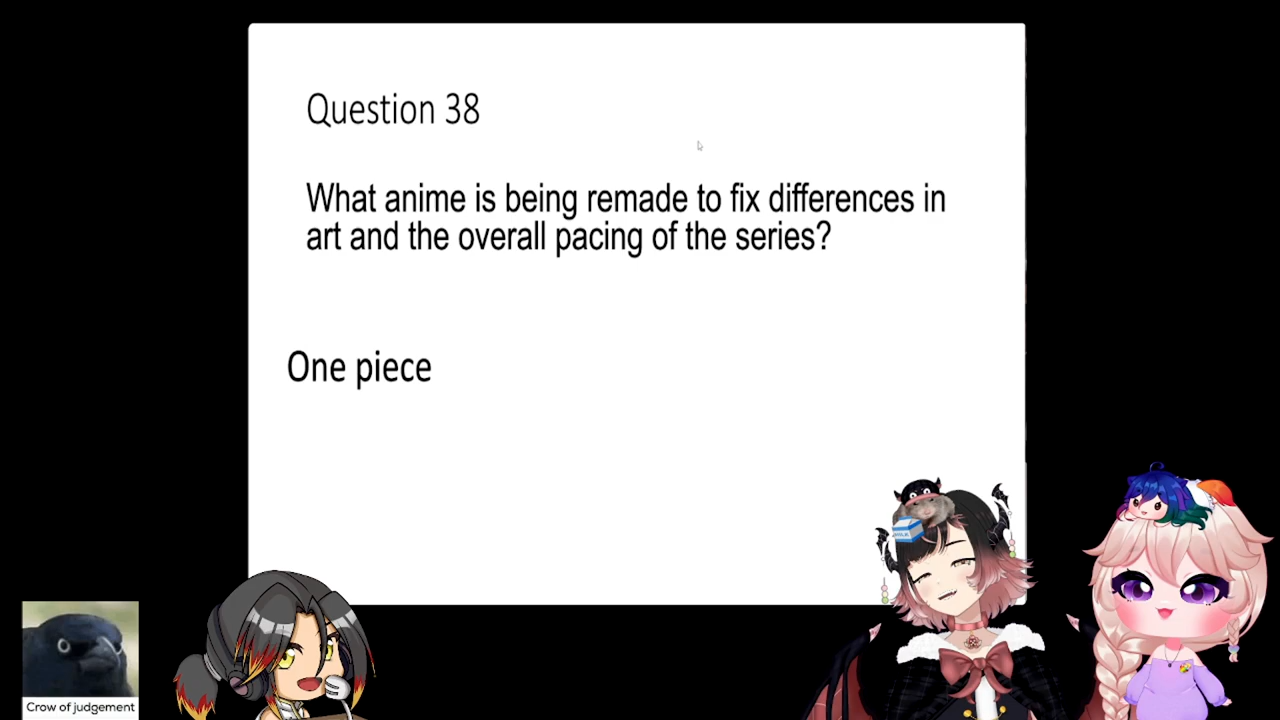 Question 38
What anime is being remade to fix differences in
art and the overall pacing of the series?
One piece
MILK
Crow of judgement